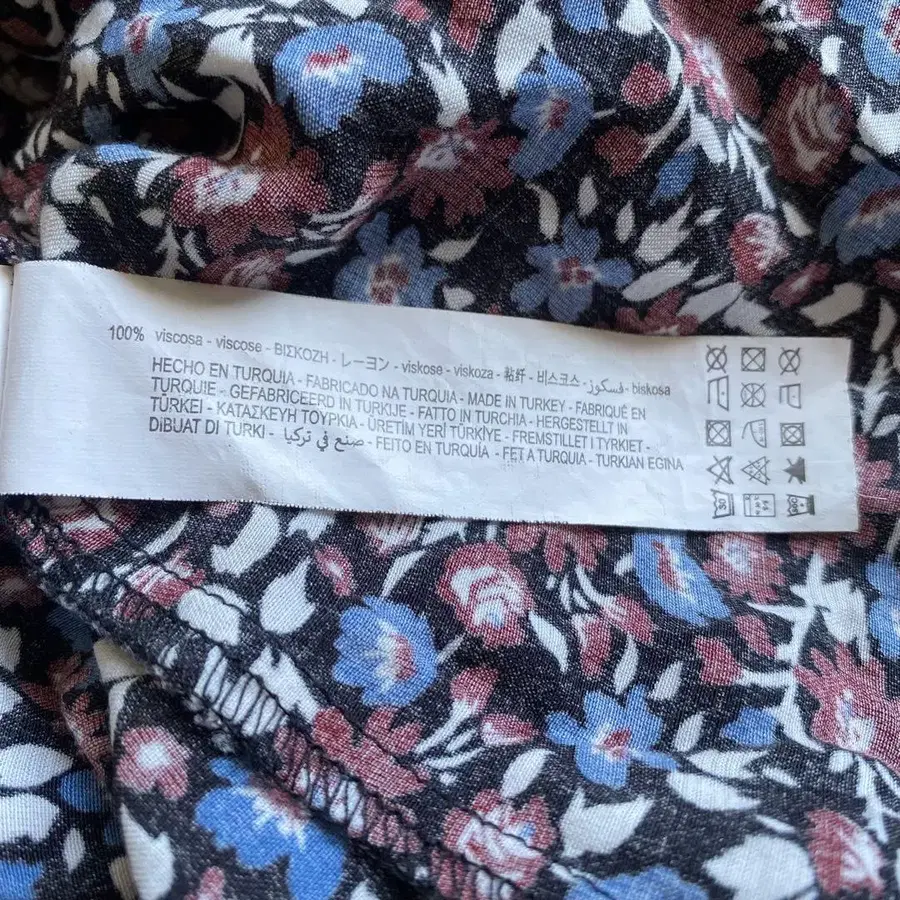 100% viscosa - viscose - ΒΙΣΚΟΖΗ - レーヨン - viskose - viskoza - 粘纤 - 비스코스 - فسكوز - biskosa
HECHO EN TURQUIA - FABRICADO NA TURQUIA - MADE IN TURKEY - FABRIQUÉ EN
TURQUIE - GEFABRICEERD IN TURKIJE - FATTO IN TURCHIA - HERGESTELLT IN
TÜRKEI - ΚΑΤΑΣΚΕΥΗ ΤΟΥΡΚΙΑ - ÜRETİM YERİ TÜRKİYE - FREMSTILLET I TYRKIET -
DIBUAT DI TURKI - صنع في تركيا - FEITO EN TURQUÍA - FET A TURQUIA - TURKIAN EGINA